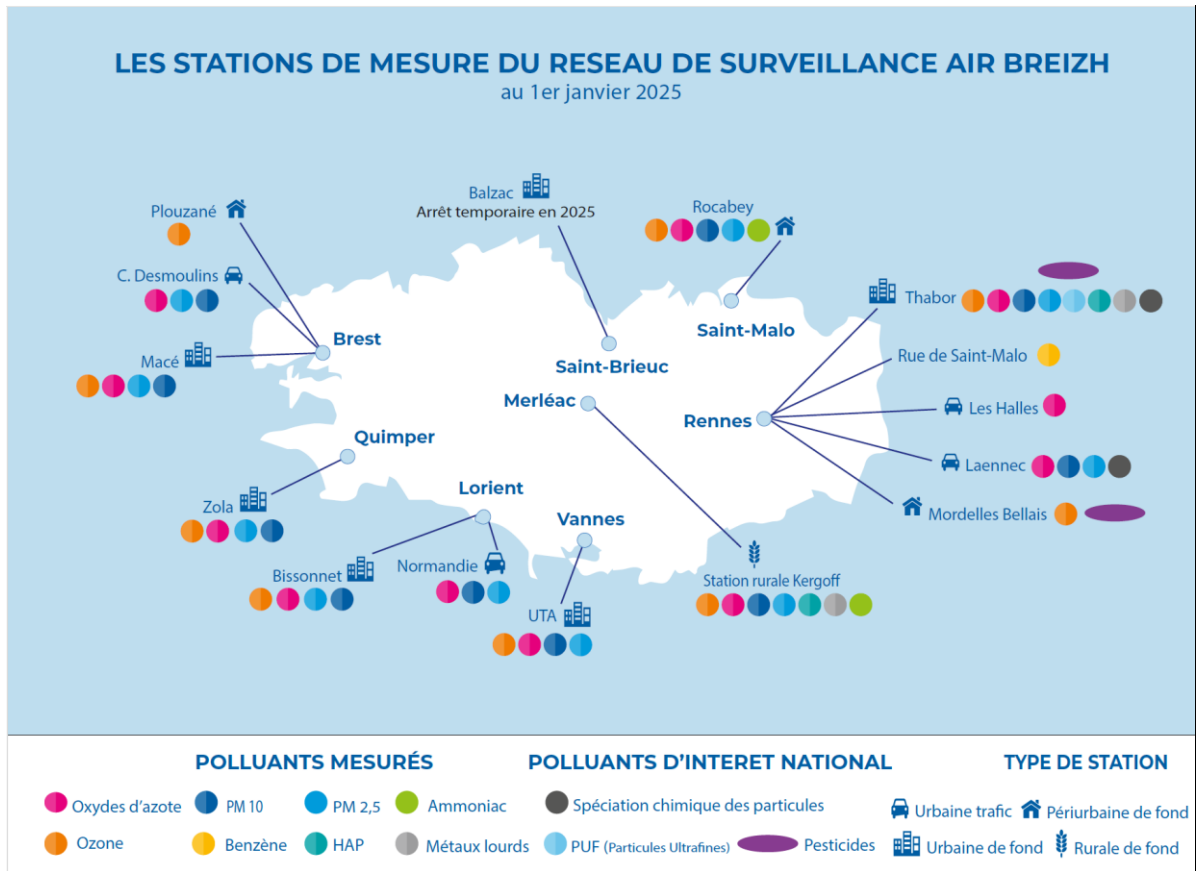 LES STATIONS DE MESURE DU RESEAU DE SURVEILLANCE AIR BREIZH
au 1er janvier 2025
Balzac
Arrêt temporaire en 2025
Plouzané
Rocabey
C. Desmoulins
Thabor
Saint-Malo
Brest
Macé
Saint-Brieuc
Rue de Saint-Malo
Merléac
Les Halles
Rennes
Quimper
Laennec
Lorient
Zola
Vannes
Mordelles Bellais
Normandie
Bissonnet
Station rurale Kergoff
UTA
POLLUANTS MESURÉS
Oxydes d'azote
PM 10
PM 2,5
Ammoniac
Ozone
Benzène
HAP
Métaux lourds
POLLUANTS D'INTERET NATIONAL
Spéciation chimique des particules
PUF (Particules Ultrafines)
Pesticides
TYPE DE STATION
Urbaine trafic
Périurbaine de fond
Urbaine de fond
Rurale de fond